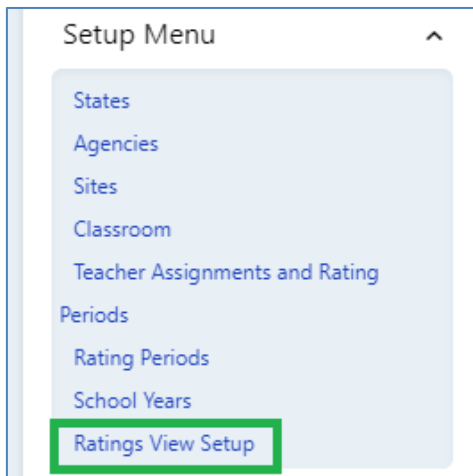 Setup Menu
States
Agencies
Sites
Classroom
Teacher Assignments and Rating
Periods
Rating Periods
School Years
Ratings View Setup